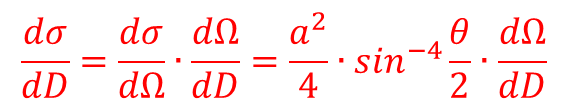 dσ/dD = dσ/dΩ · dΩ/dD = a²/4 · sin⁻⁴ θ/2 · dΩ/dD